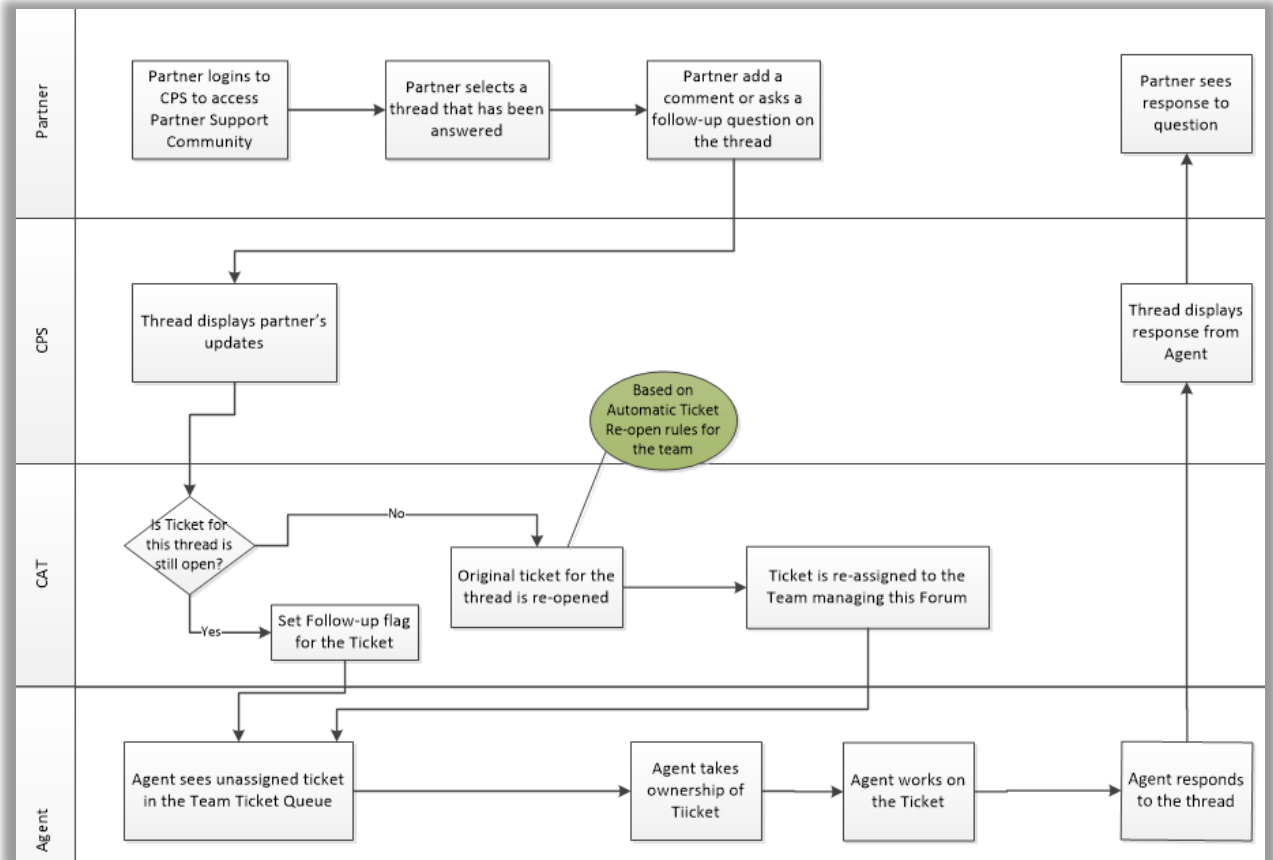 Partner
Partner logins to
CPS to access
Partner Support
Community
Partner selects a
thread that has been
answered
Partner add a
comment or asks a
follow-up question on
the thread
Partner sees
response to
question
CPS
Thread displays partner’s
updates
Thread displays
response from
Agent
Based on
Automatic Ticket
Re-open rules for
the team
CAT
Is Ticket for
this thread is
still open?
No
Original ticket for the
thread is re-opened
Ticket is re-assigned to the
Team managing this Forum
Yes
Set Follow-up flag
for the Ticket
Agent
Agent sees unassigned ticket
in the Team Ticket Queue
Agent takes
ownership of
Tiicket
Agent works on
the Ticket
Agent responds
to the thread